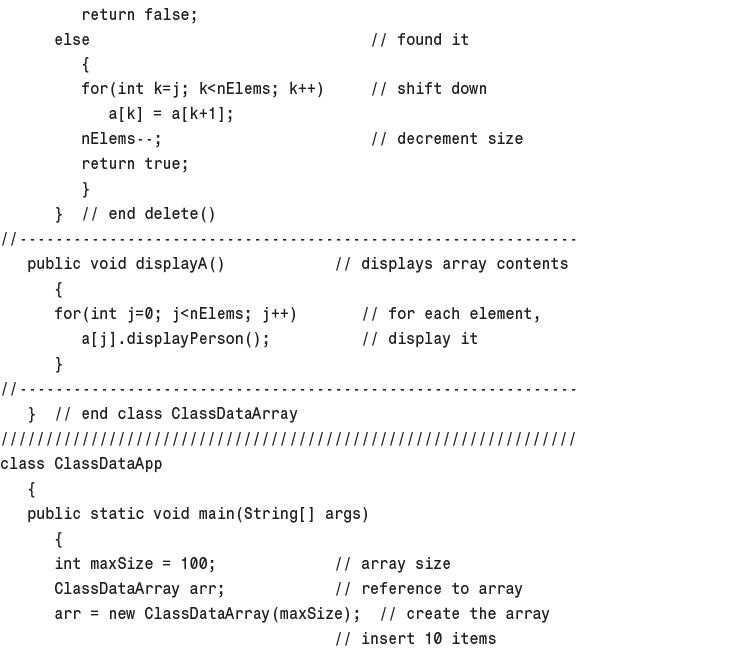 return false;
      else                               // found it
         {
         for(int k=j; k<nElems; k++)     // shift down
            a[k] = a[k+1];
         nElems--;                       // decrement size
         return true;
         }
      }  // end delete()
//--------------------------------------------------------------
   public void displayA()            // displays array contents
      {
      for(int j=0; j<nElems; j++)       // for each element,
         a[j].displayPerson();          // display it
      }
//--------------------------------------------------------------
   }  // end class ClassDataArray
////////////////////////////////////////////////////////////////
class ClassDataApp
   {
   public static void main(String[] args)
      {
      int maxSize = 100;             // array size
      ClassDataArray arr;            // reference to array
      arr = new ClassDataArray(maxSize);  // create the array
                                     // insert 10 items